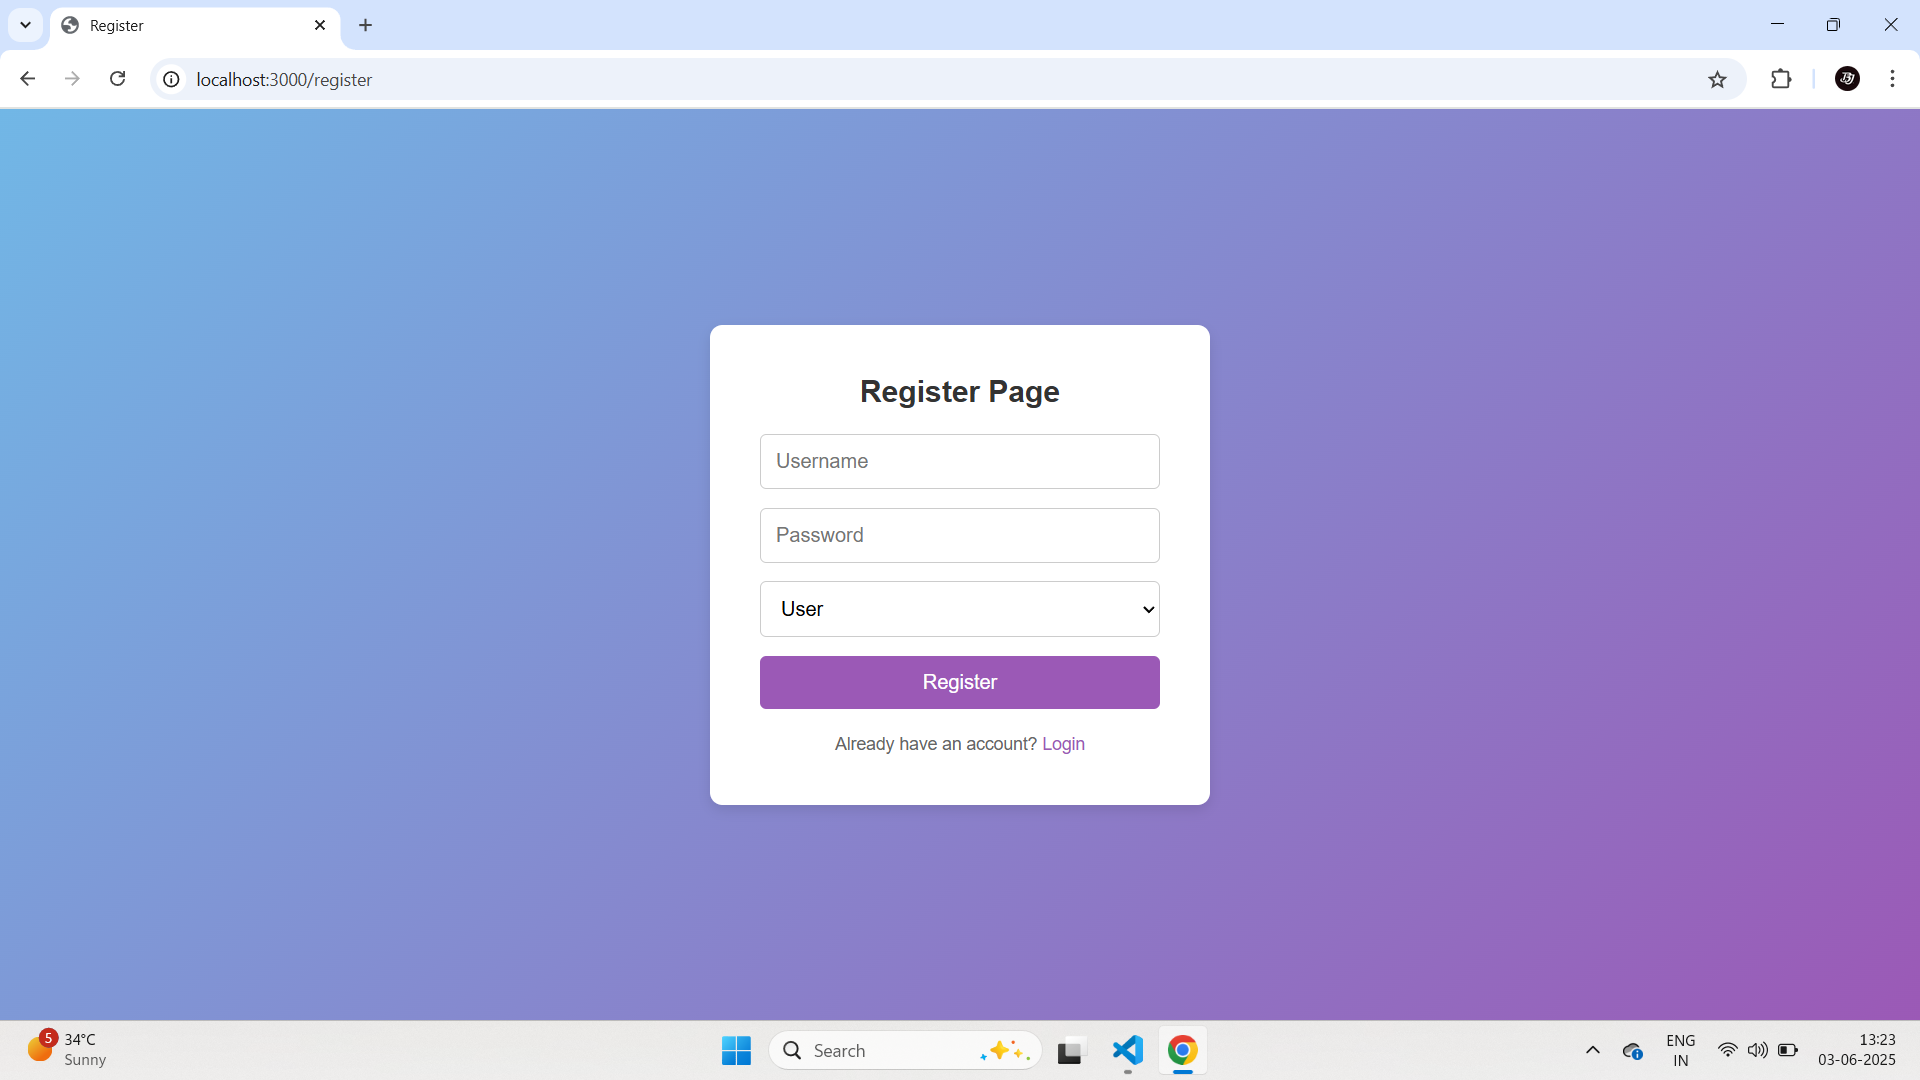 Register
localhost:3000/register
Register Page
Username
Password
User
Register
Already have an account? Login
5
34°C
Sunny
Search
ENG
IN
13:23
03-06-2025